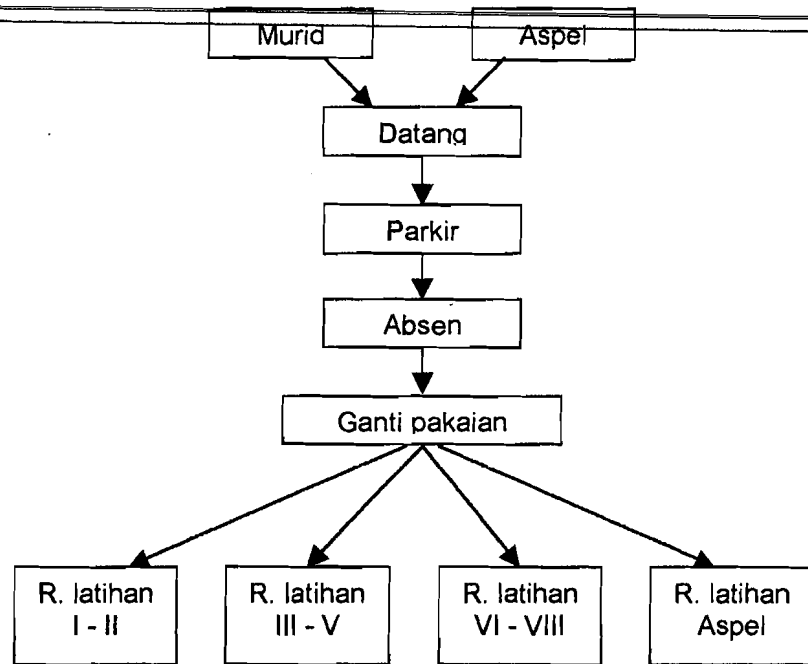 Murid
Aspel
Datang
Parkir
Absen
Ganti pakaian
R. latihan
I - II
R. latihan
III - V
R. latihan
VI - VIII
R. latihan
Aspel